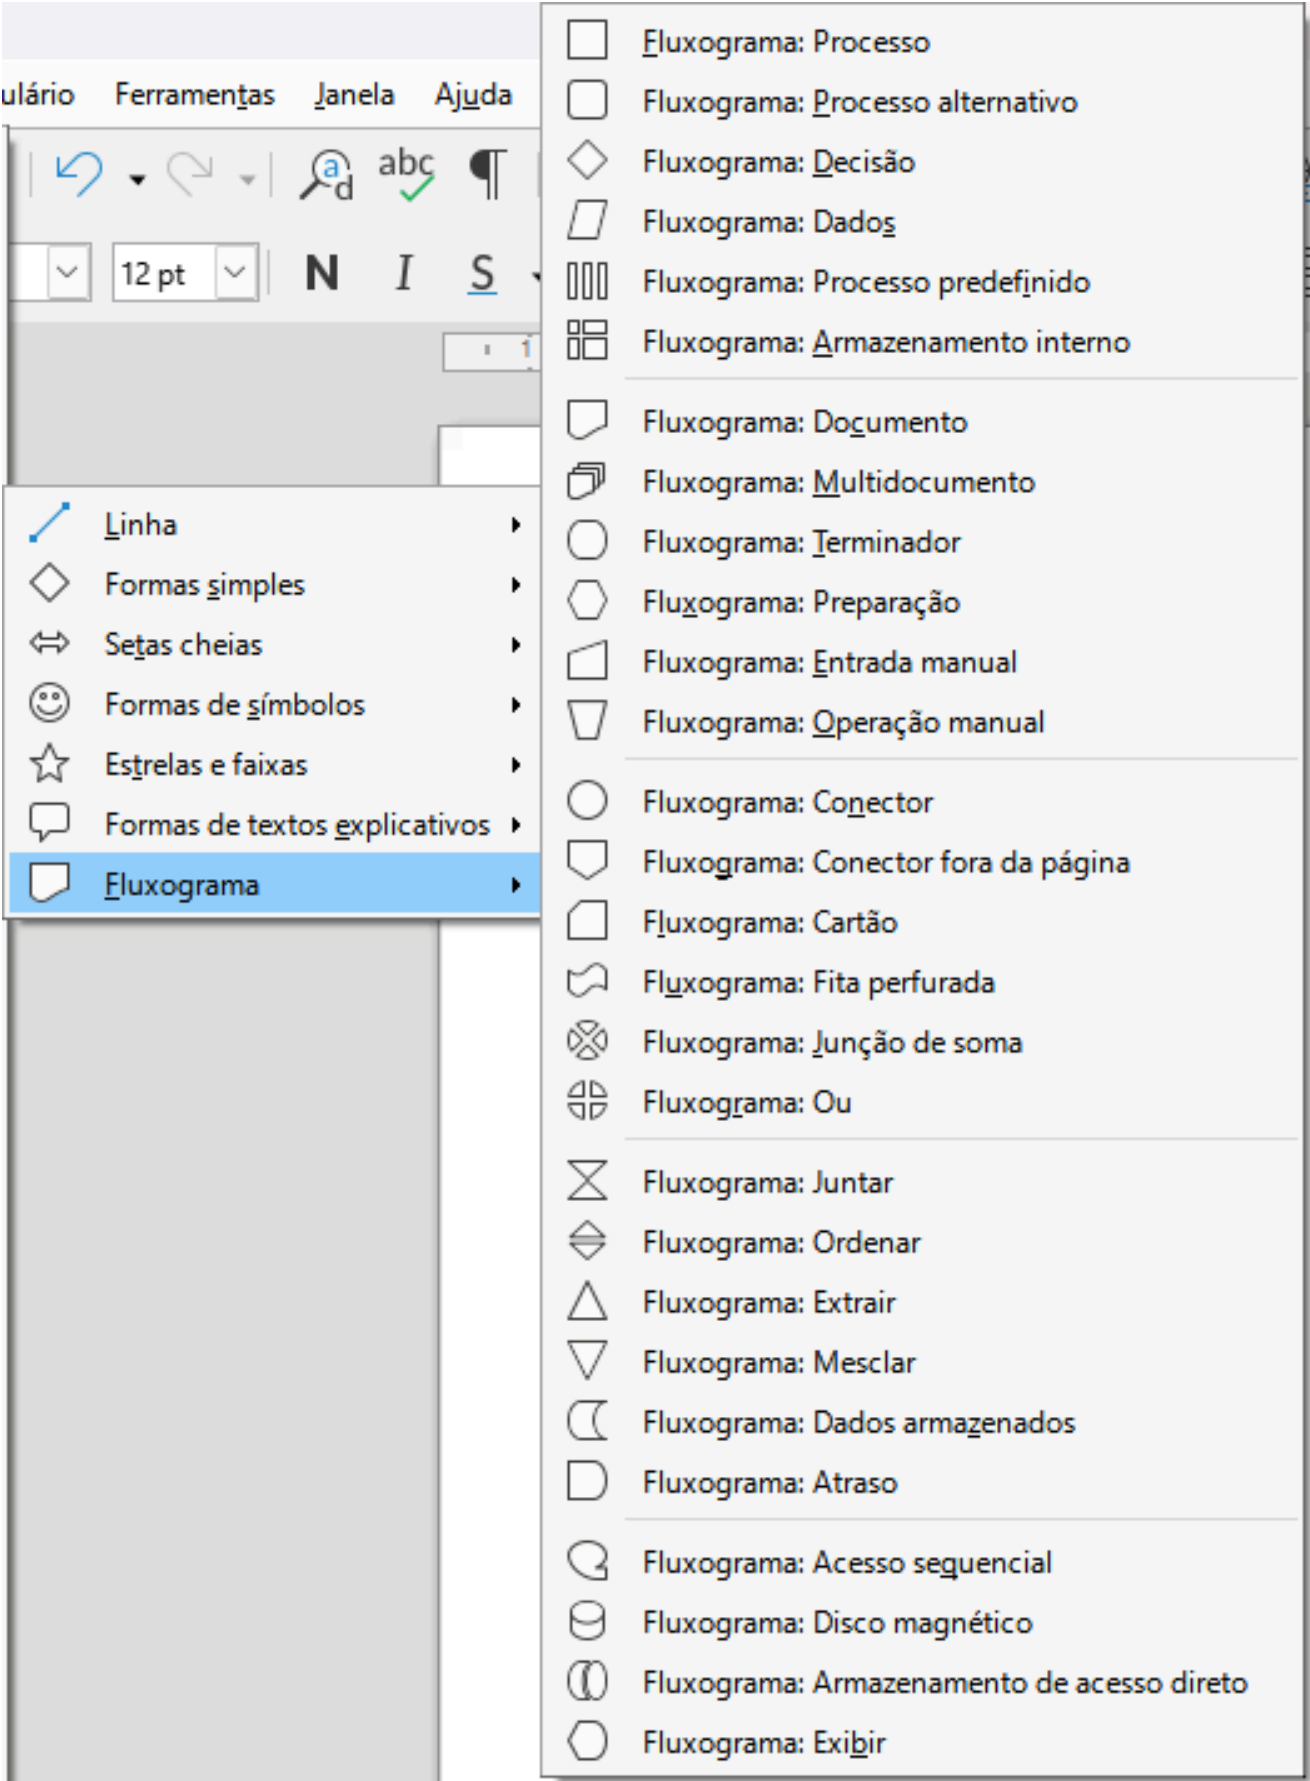 ulário Ferramentas Janela Ajuda
abc
12 pt N I S
1
Linha
Formas simples
Setas cheias
Formas de símbolos
Estrelas e faixas
Formas de textos explicativos
Fluxograma
Fluxograma: Processo
Fluxograma: Processo alternativo
Fluxograma: Decisão
Fluxograma: Dados
Fluxograma: Processo predefinido
Fluxograma: Armazenamento interno
Fluxograma: Documento
Fluxograma: Multidocumento
Fluxograma: Terminador
Fluxograma: Preparação
Fluxograma: Entrada manual
Fluxograma: Operação manual
Fluxograma: Conector
Fluxograma: Conector fora da página
Fluxograma: Cartão
Fluxograma: Fita perfurada
Fluxograma: Junção de soma
Fluxograma: Ou
Fluxograma: Juntar
Fluxograma: Ordenar
Fluxograma: Extrair
Fluxograma: Mesclar
Fluxograma: Dados armazenados
Fluxograma: Atraso
Fluxograma: Acesso sequencial
Fluxograma: Disco magnético
Fluxograma: Armazenamento de acesso direto
Fluxograma: Exibir